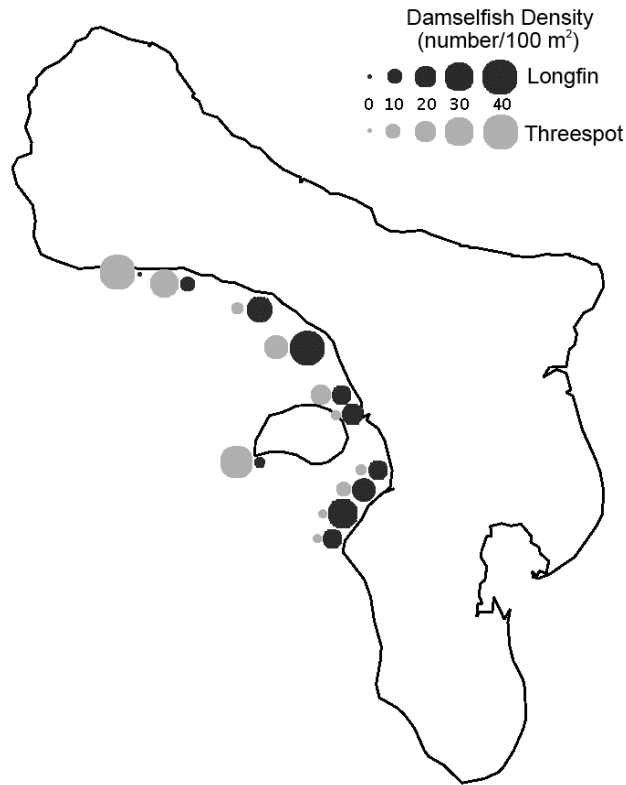 Damselfish Density
(number/100 m²)
Longfin
0 10 20 30 40
Threespot